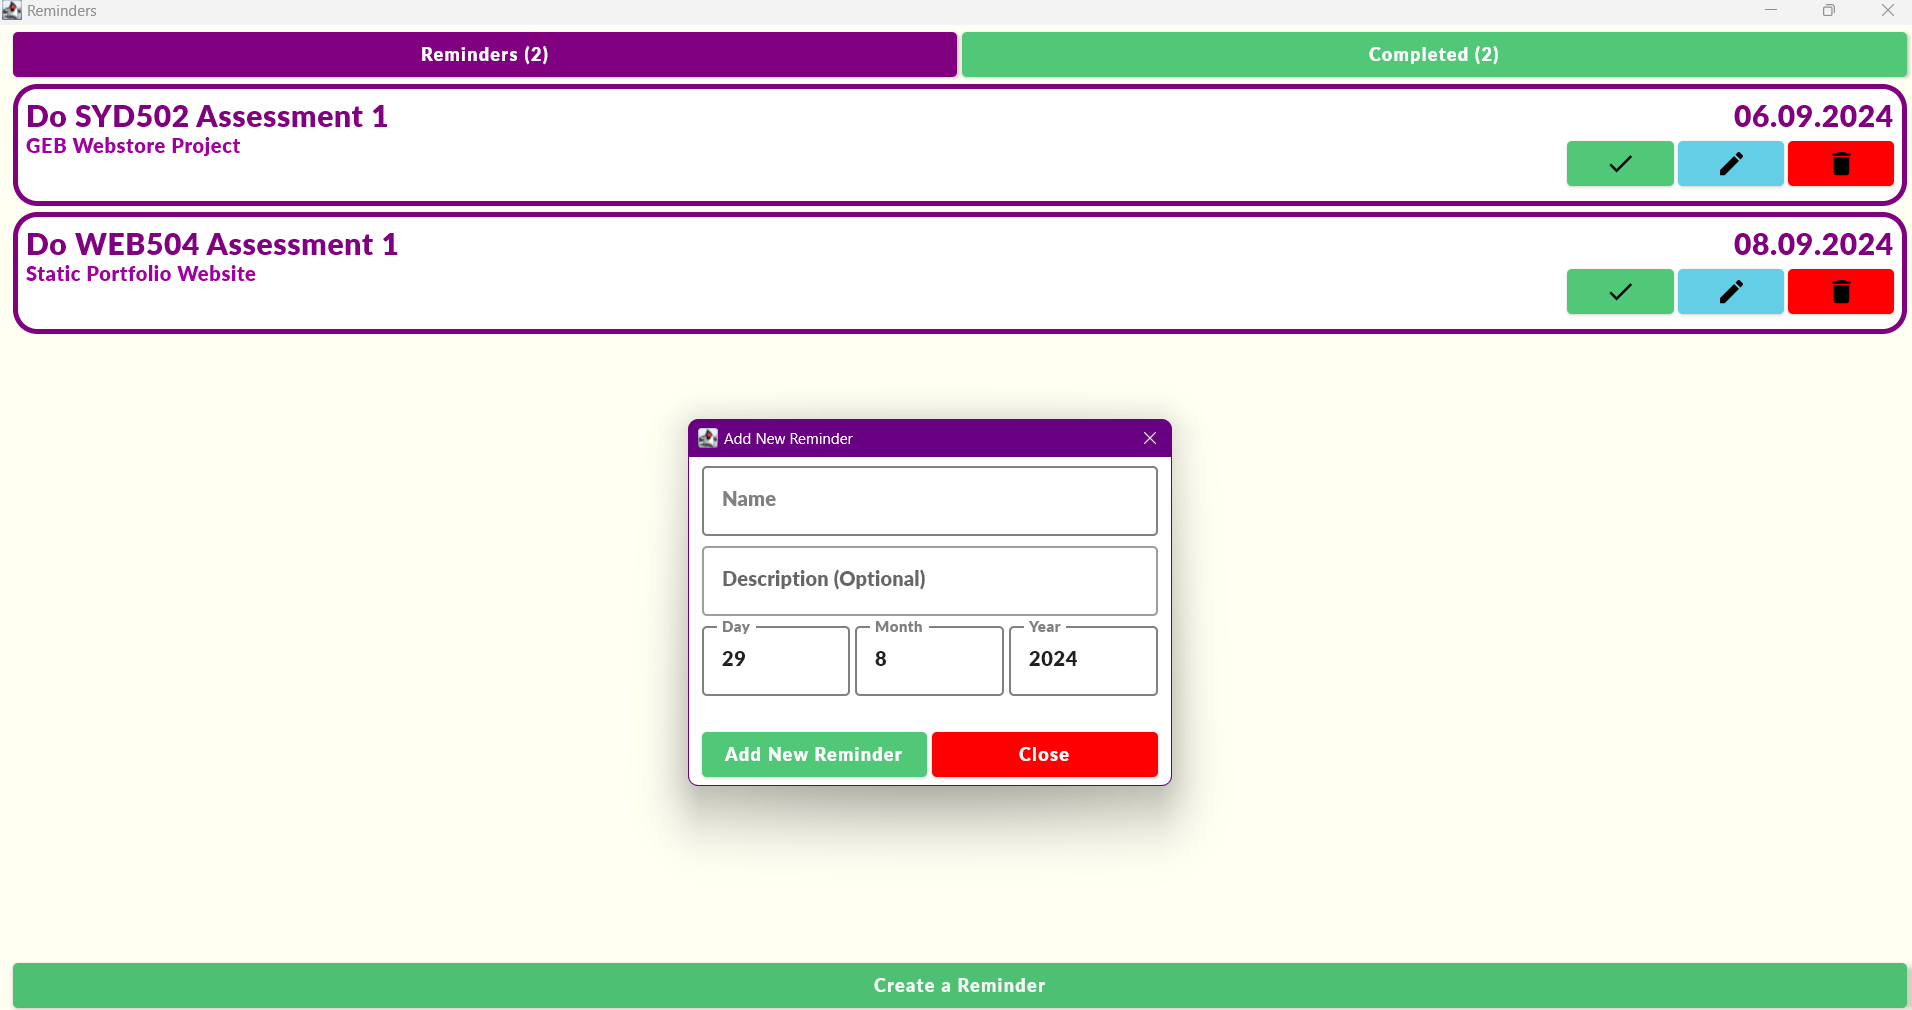 Reminders
Reminders (2)
Completed (2)
Do SYD502 Assessment 1
06.09.2024
GEB Webstore Project
Do WEB504 Assessment 1
08.09.2024
Static Portfolio Website
Add New Reminder
Name
Description (Optional)
Day
Month
Year
29
8
2024
Add New Reminder
Close
Create a Reminder